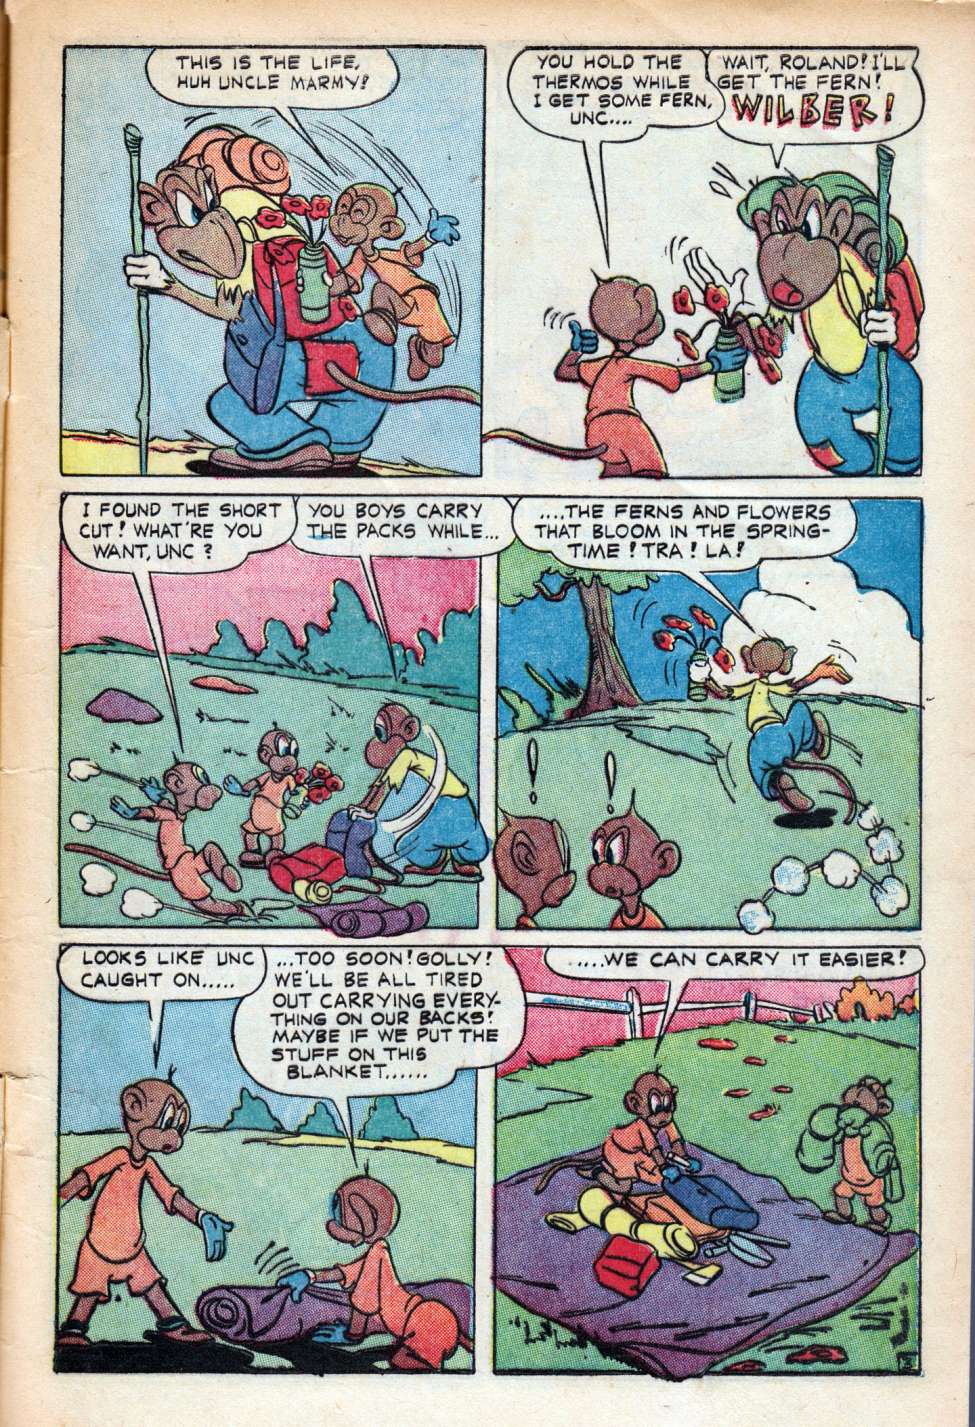 THIS IS THE LIFE,
HUH UNCLE MARMY!
YOU HOLD THE
THERMOS WHILE
I GET SOME FERN,
UNC....
WAIT, ROLAND! I'LL
GET THE FERN!
WILBER!
I FOUND THE SHORT
CUT! WHAT'RE YOU
WANT, UNC?
YOU BOYS CARRY
THE PACKS WHILE...
....THE FERNS AND FLOWERS
THAT BLOOM IN THE SPRING-
TIME! TRA! LA!
! !
LOOKS LIKE UNC
CAUGHT ON.....
...TOO SOON! GOLLY!
WE'LL BE ALL TIRED
OUT CARRYING EVERY-
THING ON OUR BACKS!
MAYBE IF WE PUT THE
STUFF ON THIS
BLANKET......
....WE CAN CARRY IT EASIER!
2